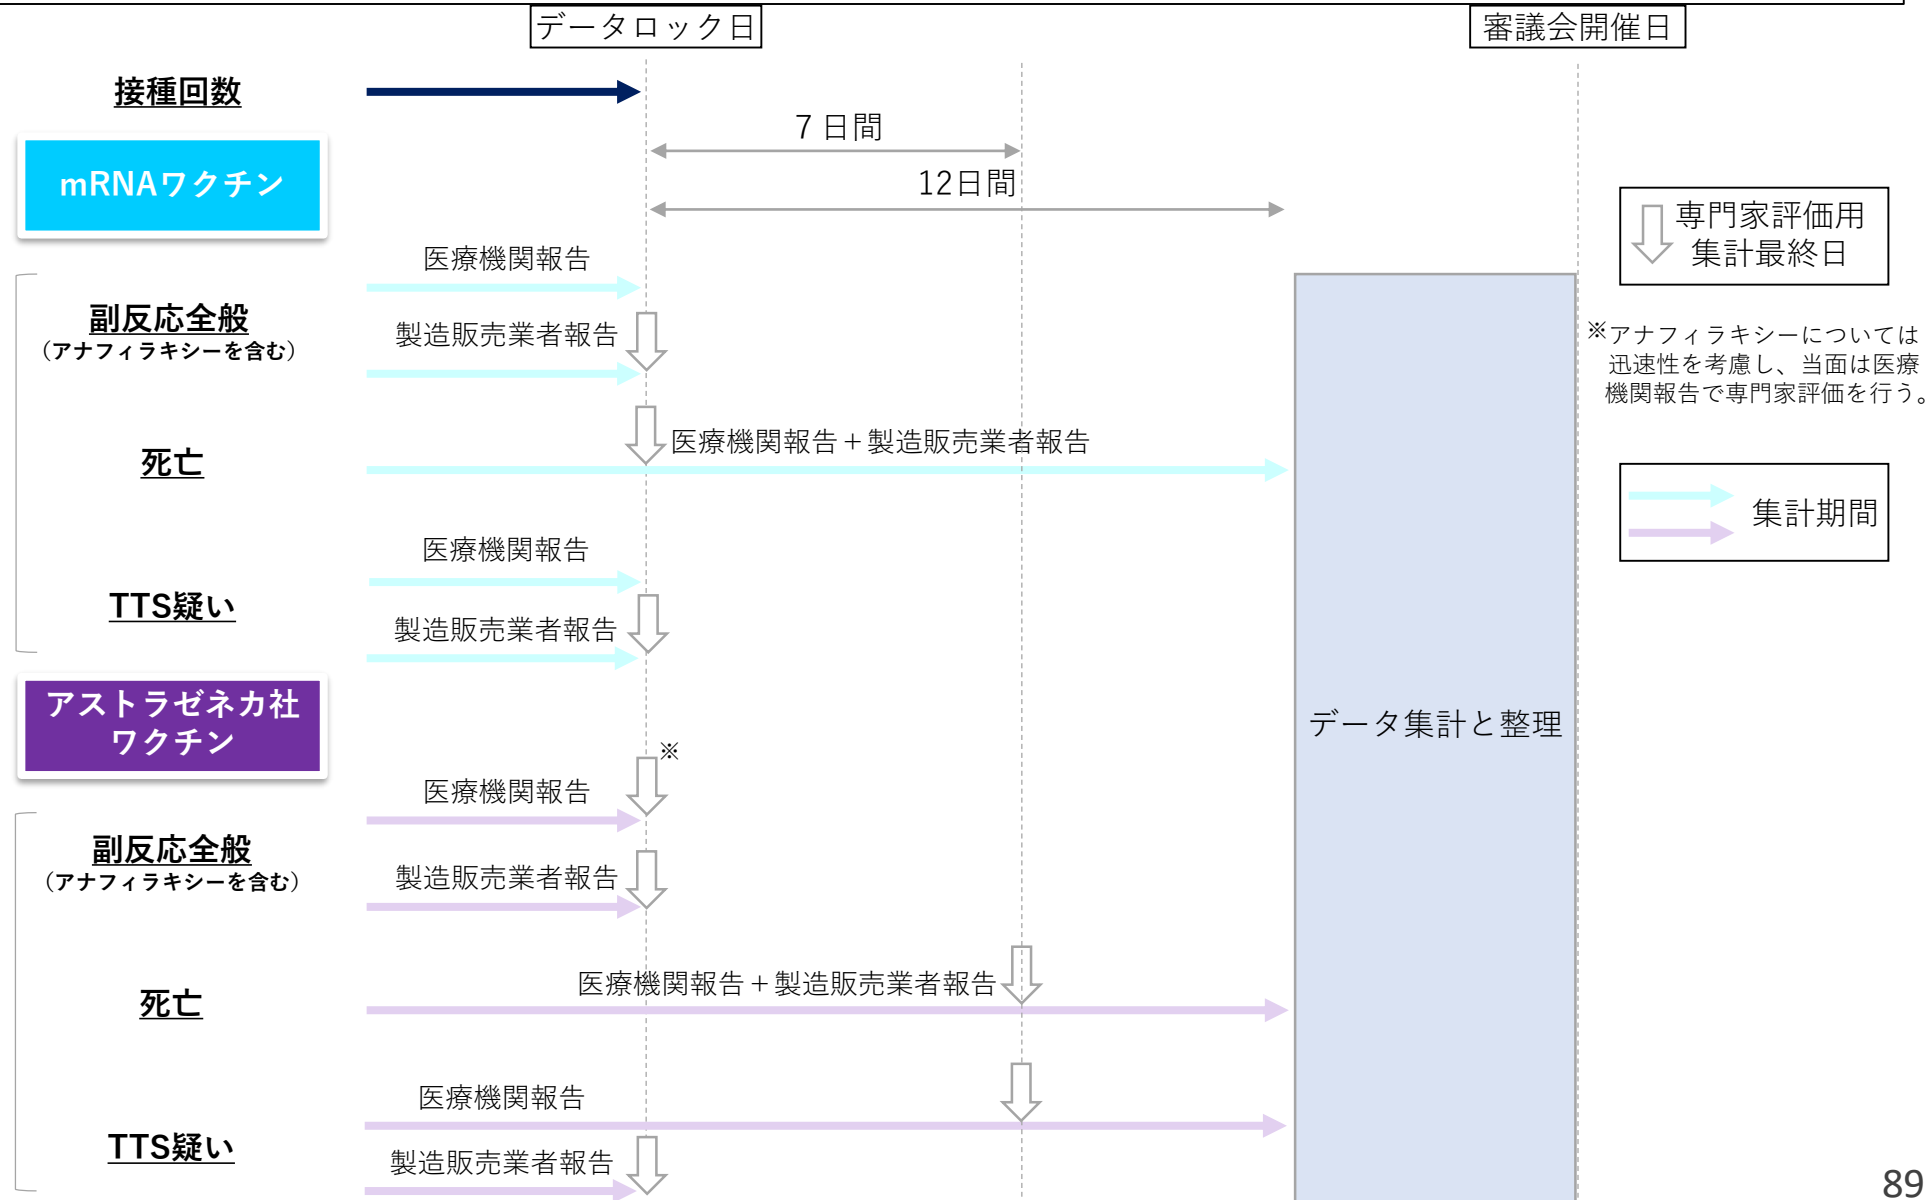 データロック日
審議会開催日
接種回数
７日間
mRNAワクチン
12日間
専門家評価用
集計最終日
医療機関報告
副反応全般
（アナフィラキシーを含む）
製造販売業者報告
※アナフィラキシーについては
迅速性を考慮し、当面は医療
機関報告で専門家評価を行う。
死亡
医療機関報告＋製造販売業者報告
集計期間
医療機関報告
TTS疑い
製造販売業者報告
アストラゼネカ社
ワクチン
データ集計と整理
※
医療機関報告
副反応全般
（アナフィラキシーを含む）
製造販売業者報告
死亡
医療機関報告＋製造販売業者報告
医療機関報告
TTS疑い
製造販売業者報告
89